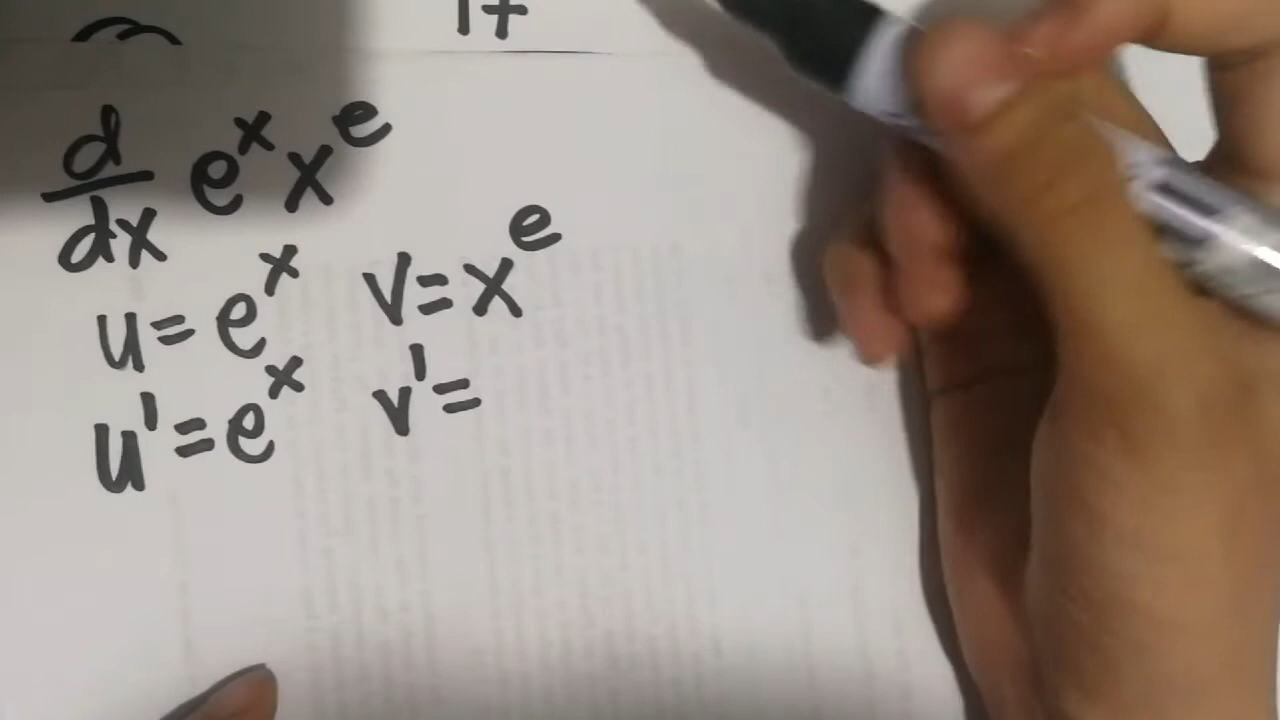 d/dx e^x x^e
u = e^x v = x^e
u' = e^x v' =